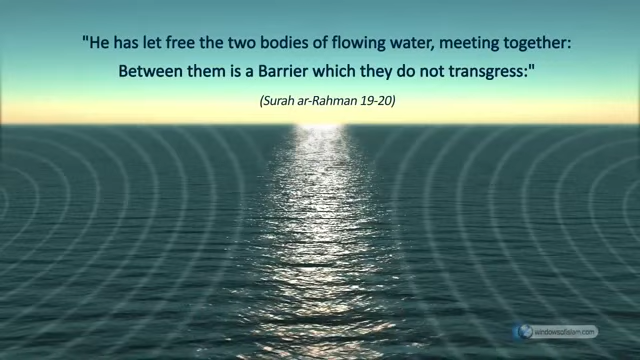 "He has let free the two bodies of flowing water, meeting together:
Between them is a Barrier which they do not transgress:"
(Surah ar-Rahman 19-20)
windowsofislam.com